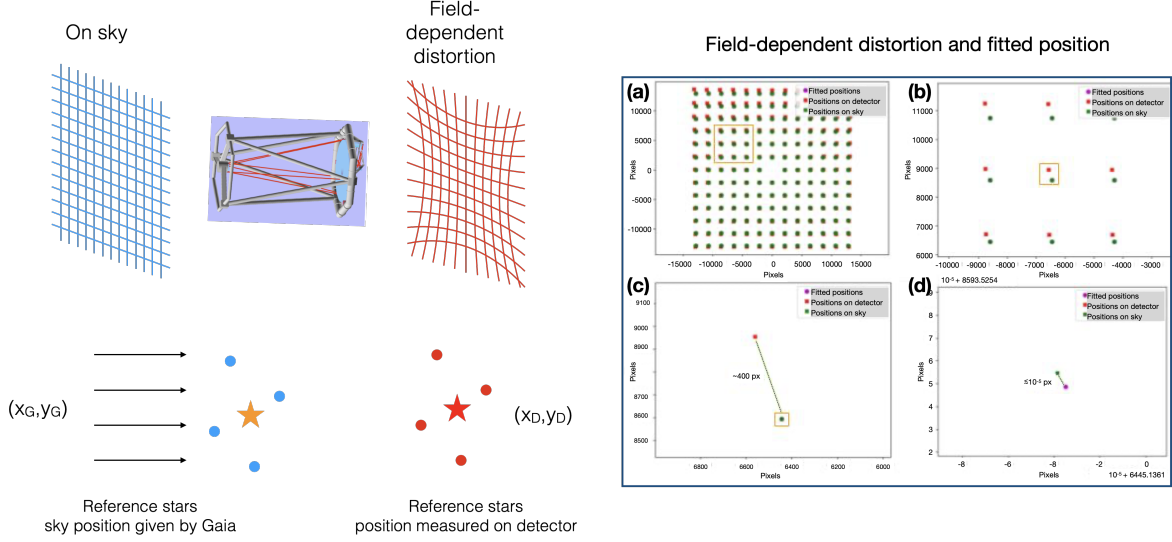 On sky
Field-
dependent
distortion
(xG,yG)
(xD,yD)
Reference stars
sky position given by Gaia
Reference stars
position measured on detector
Field-dependent distortion and fitted position
(a)
Fitted positions
Positions on detector
Positions on sky
10000
5000
0
-5000
-10000
Pixels
-15000 -10000 -5000 0 5000 10000 15000
Pixels
(b)
Fitted positions
Positions on detector
Positions on sky
11000
10000
9000
8000
7000
6000
Pixels
-10000 -9000 -8000 -7000 -6000 -5000 -4000 -3000
Pixels
(c)
Fitted positions
Positions on detector
Positions on sky
9100
9000
8900
8800
8700
8600
8500
Pixels
~400 px
6800 6600 6400 6200 6000
Pixels
10⁻⁵ + 8593.5254
(d)
Fitted positions
Positions on detector
Positions on sky
9
8
7
6
5
4
3
2
Pixels
≤10⁻⁵ px
-8 -6 -8 -2 0
Pixels
10⁻⁵ + 6445.1361